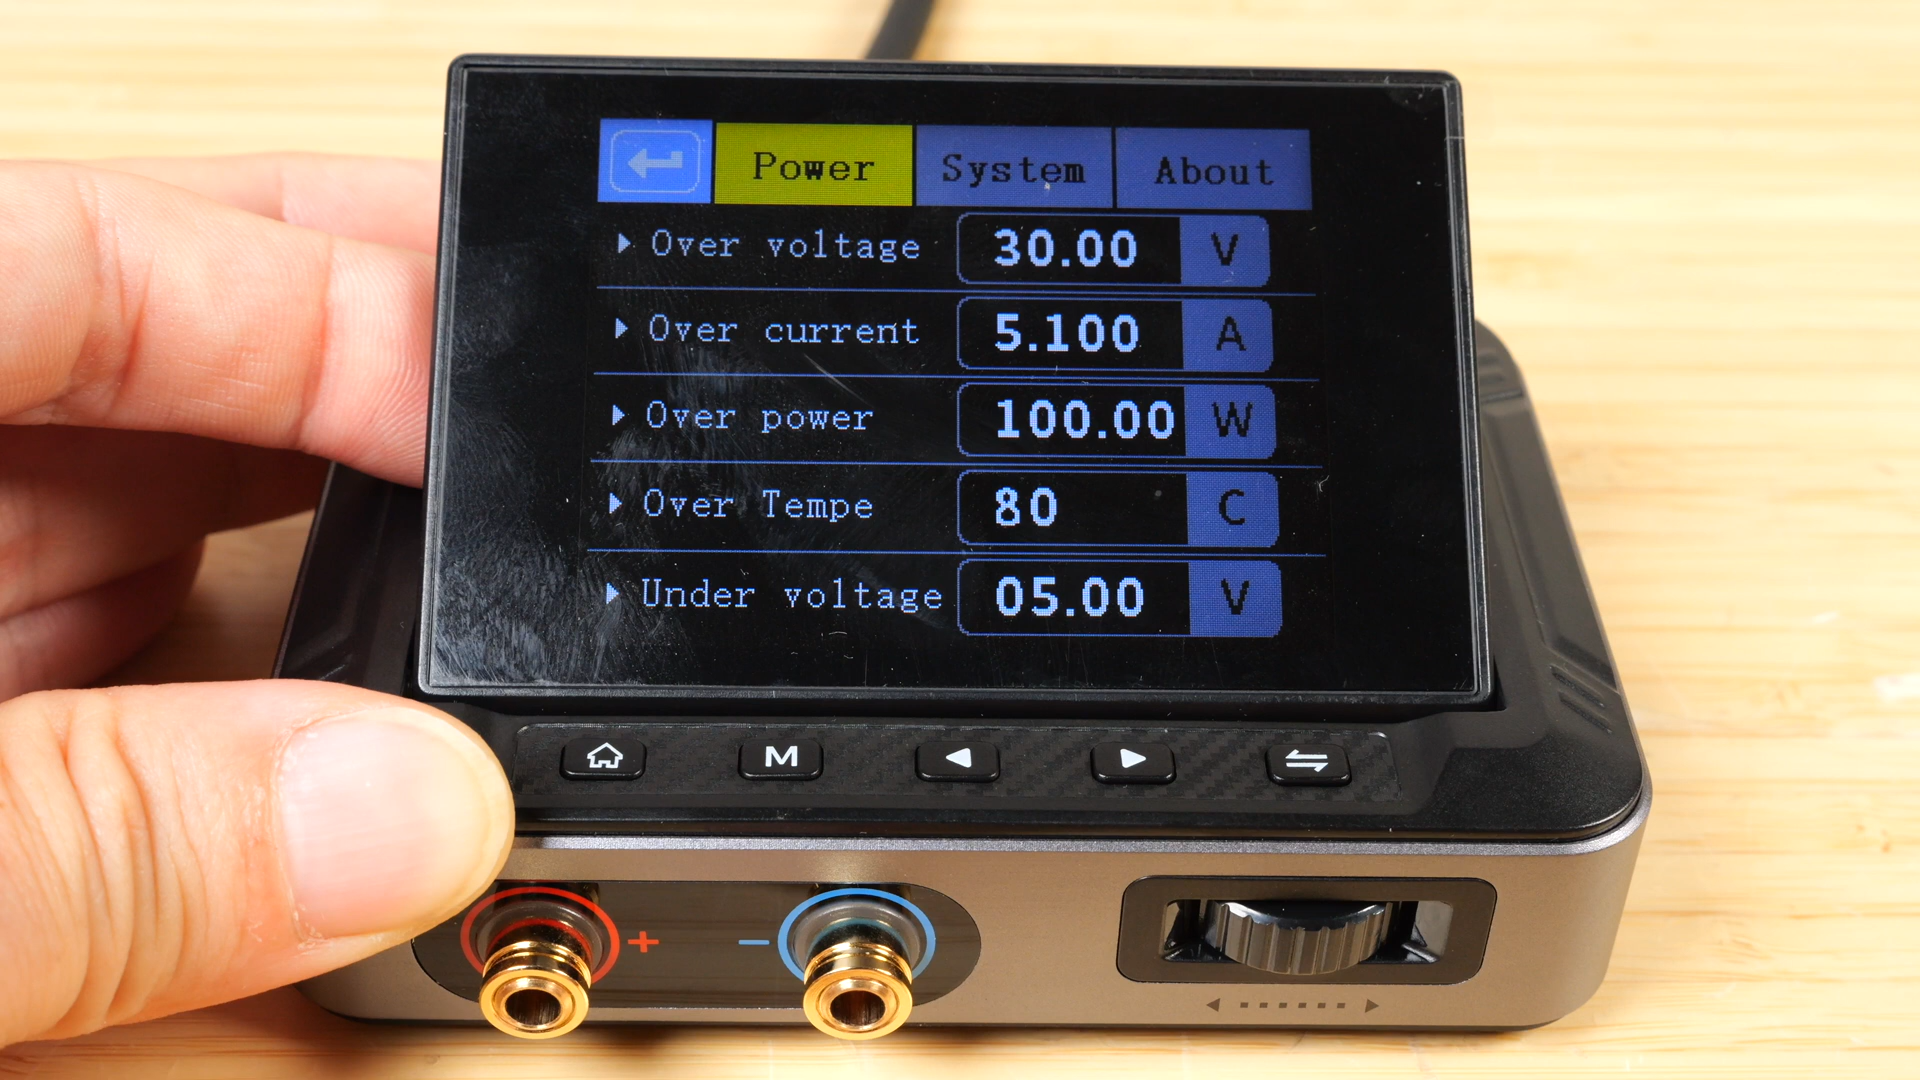 Power System About
Over voltage 30.00 V
Over current 5.100 A
Over power 100.00 W
Over Tempe 80 C
Under voltage 05.00 V
M
+ −